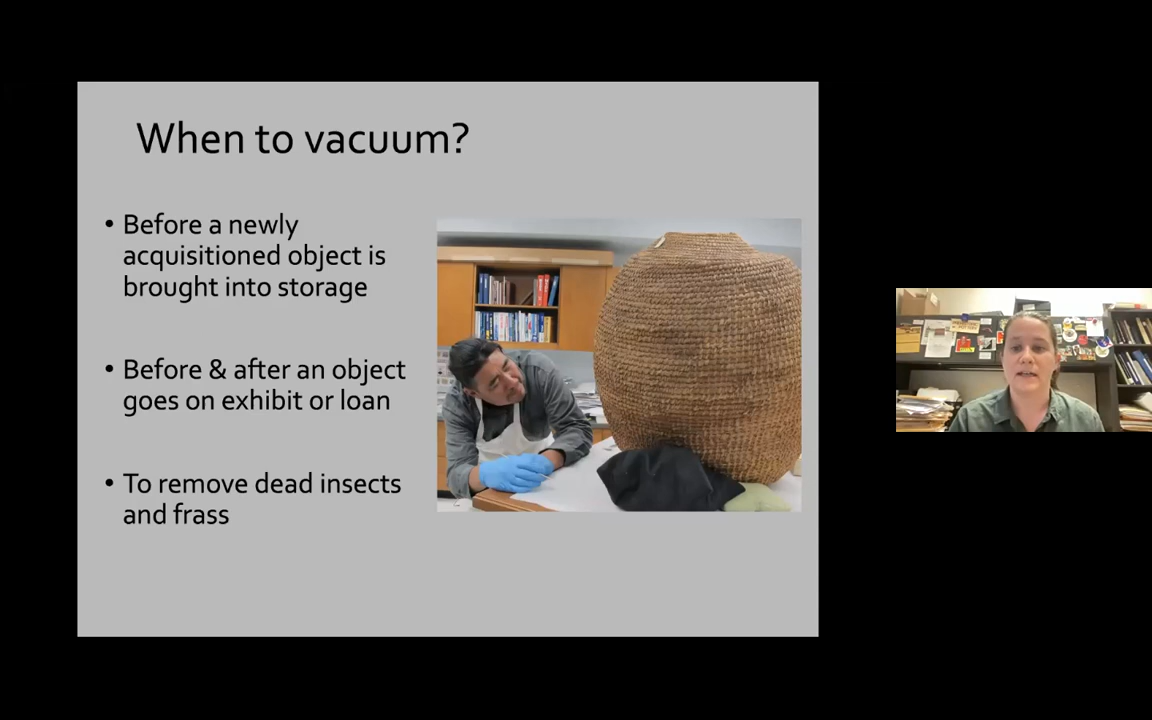 When to vacuum?
• Before a newly
acquisitioned object is
brought into storage
• Before & after an object
goes on exhibit or loan
• To remove dead insects
and frass